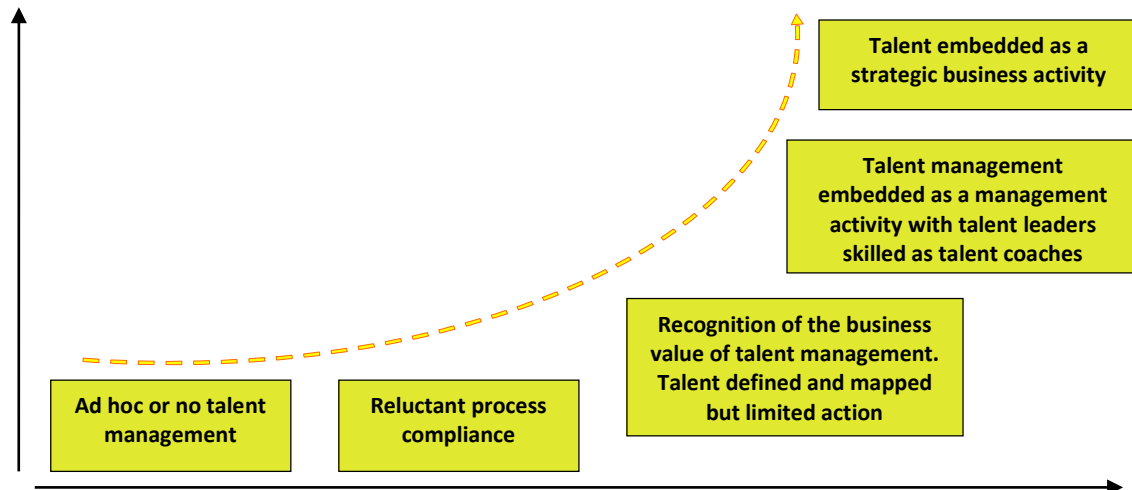 Talent embedded as a
strategic business activity
Talent management
embedded as a management
activity with talent leaders
skilled as talent coaches
Recognition of the business
value of talent management.
Talent defined and mapped
but limited action
Ad hoc or no talent
management
Reluctant process
compliance